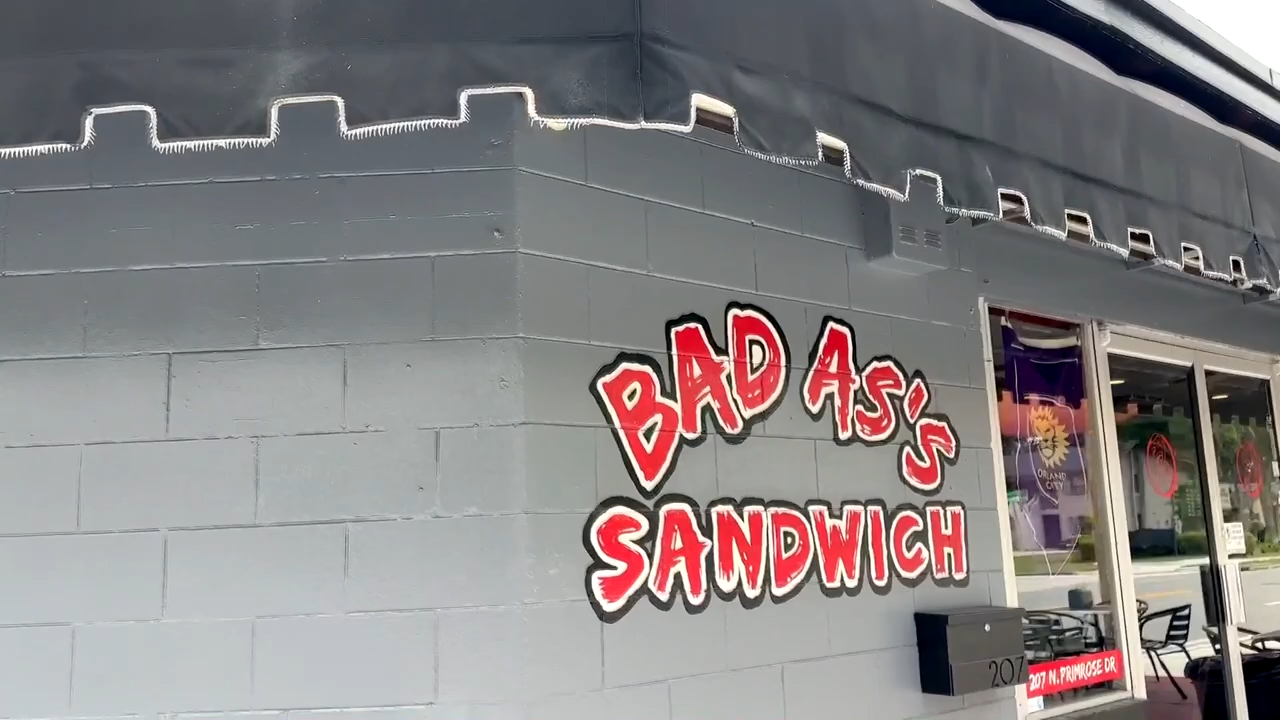 BAD AS'S
SANDWICH
ORLANDO
CITY
207
207 N. PRIMROSE DR